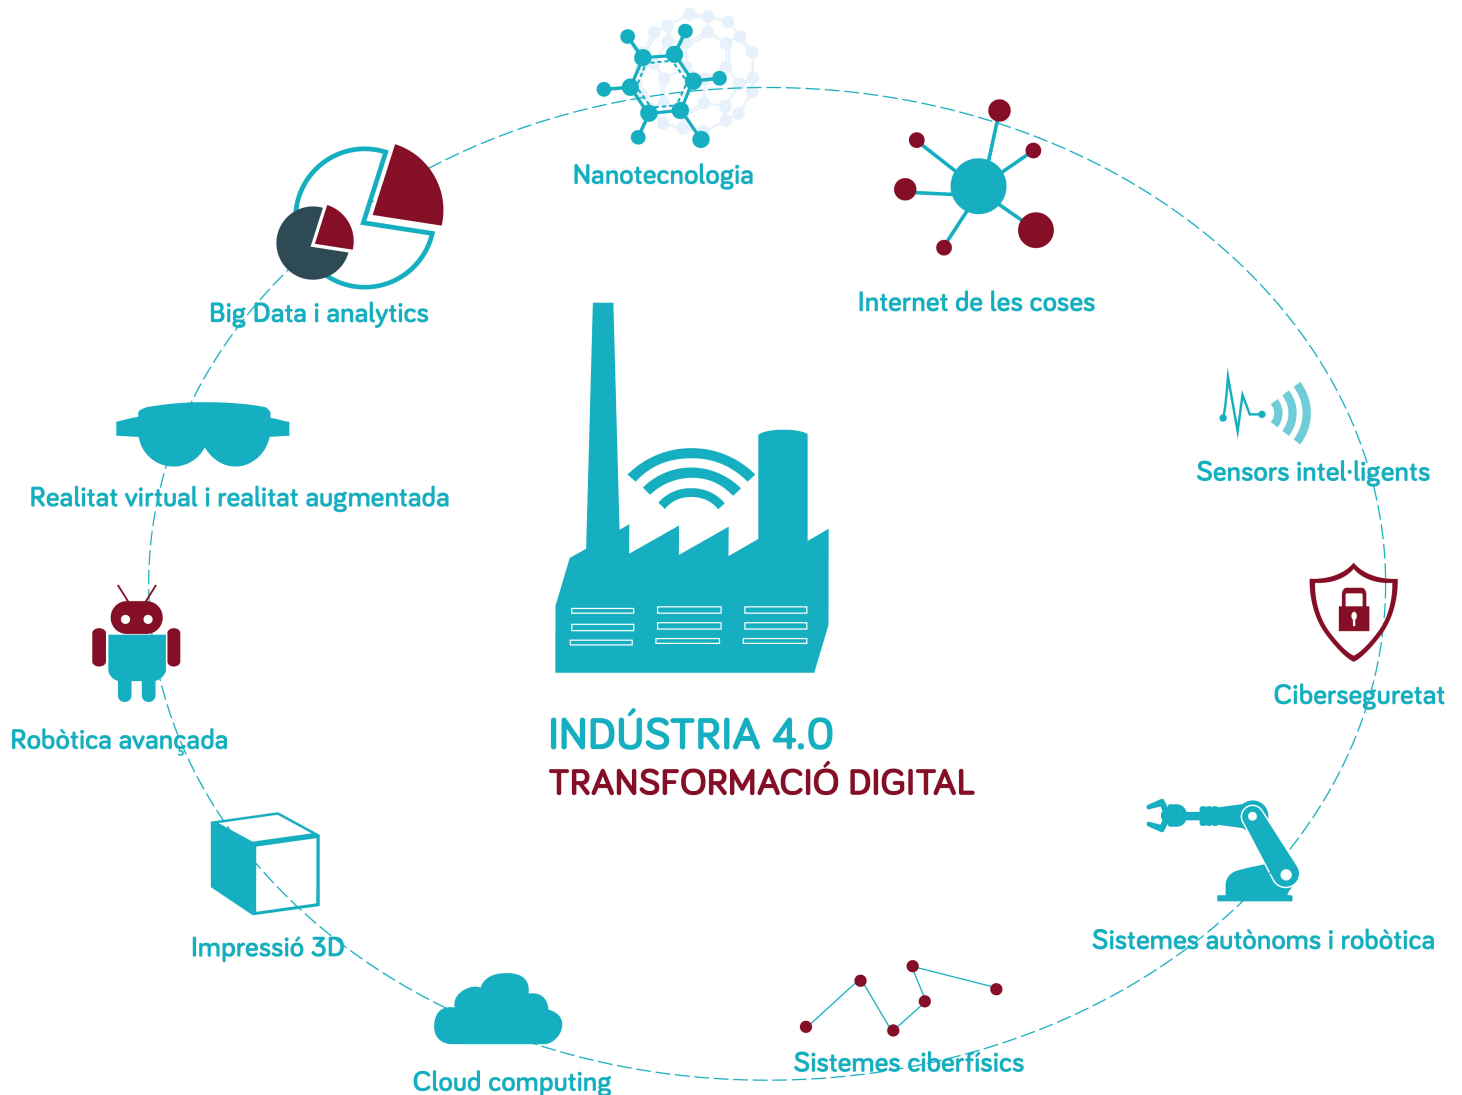 Nanotecnologia
Internet de les coses
Big Data i analytics
Sensors intel·ligents
Realitat virtual i realitat augmentada
Ciberseguretat
Robòtica avançada
INDÚSTRIA 4.0
TRANSFORMACIÓ DIGITAL
Sistemes autònoms i robòtica
Impressió 3D
Sistemes ciberfísics
Cloud computing